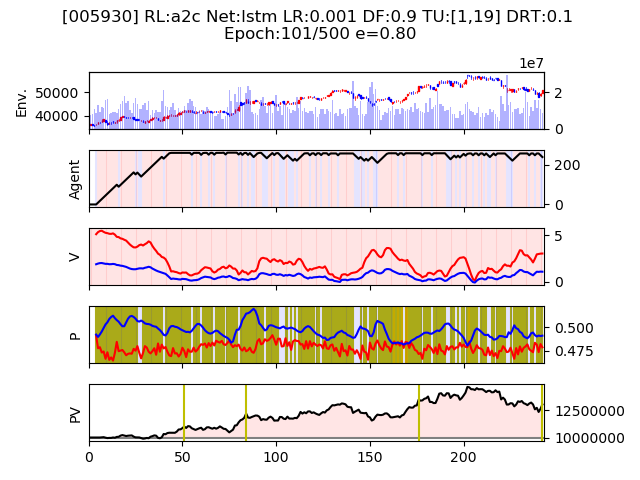 [005930] RL:a2c Net:lstm LR:0.001 DF:0.9 TU:[1,19] DRT:0.1
Epoch:101/500 e=0.80
1e7
Env.
50000
40000
2
0
Agent
200
0
V
5
0
P
0.500
0.475
PV
12500000
10000000
0 50 100 150 200